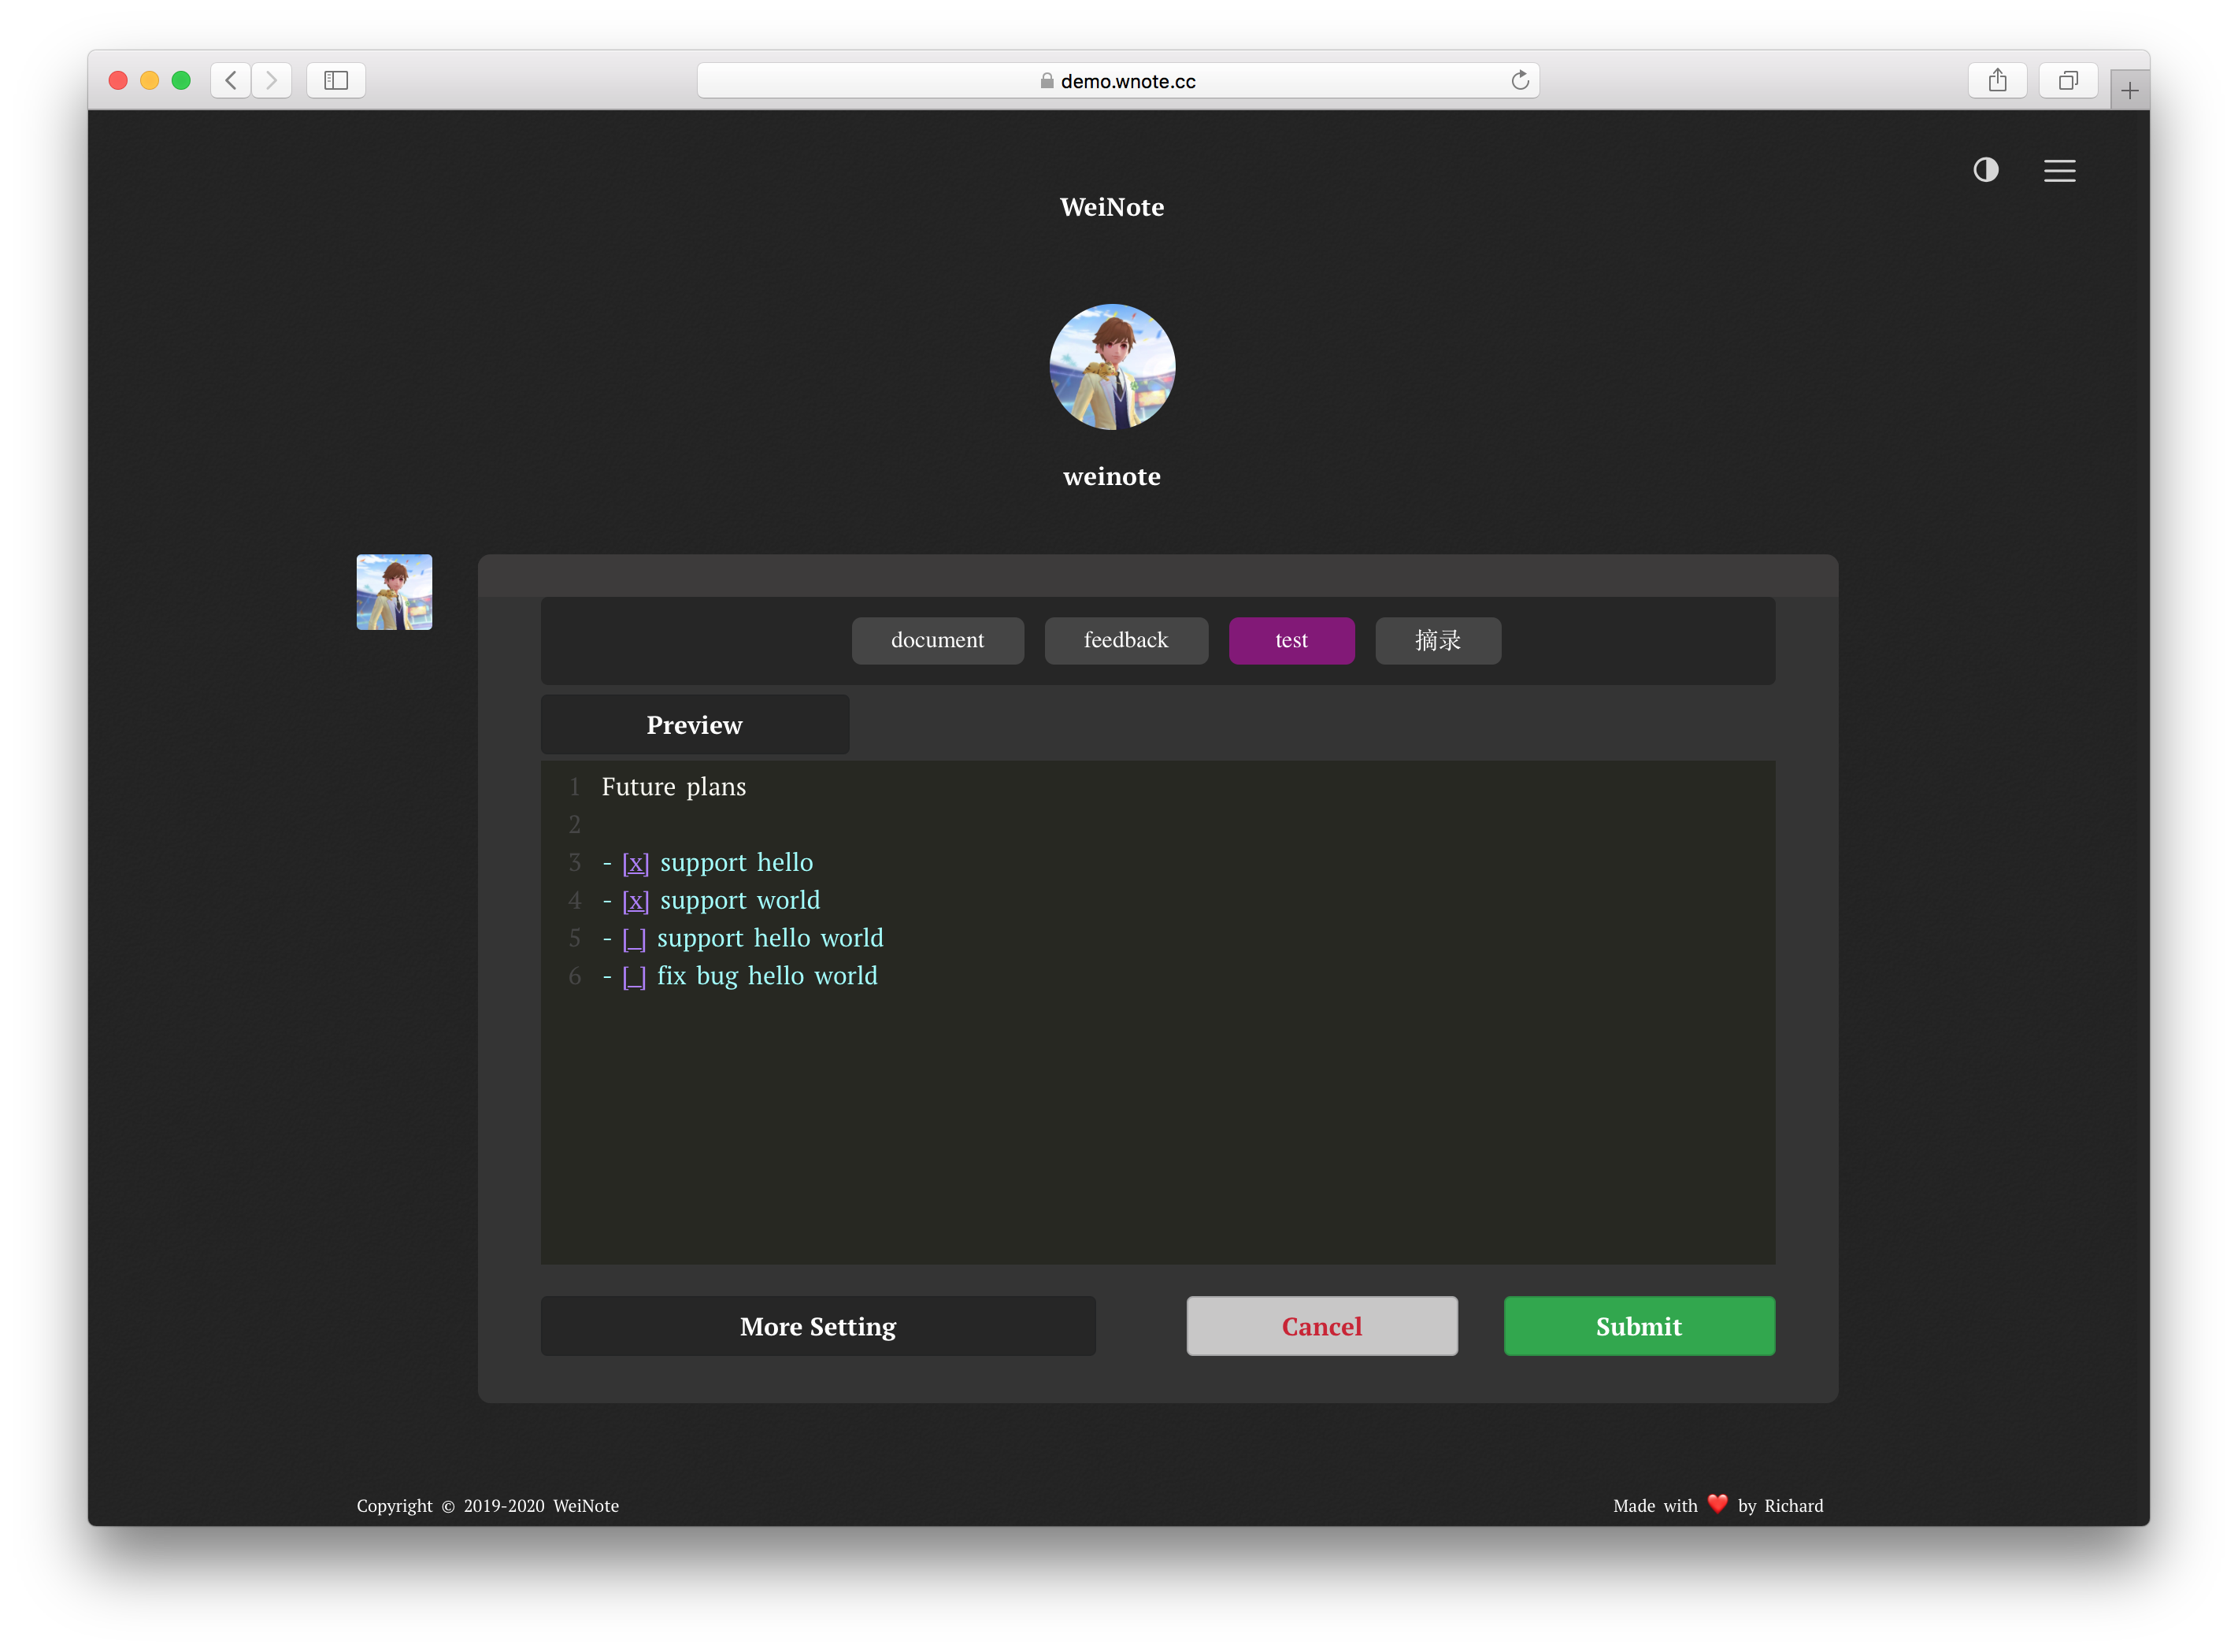 demo.wnote.cc
WeiNote
weinote
document feedback test 摘录
Preview
1 Future plans
2
3 - [x] support hello
4 - [x] support world
5 - [ ] support hello world
6 - [ ] fix bug hello world
More Setting Cancel Submit
Copyright © 2019-2020 WeiNote Made with ❤️ by Richard